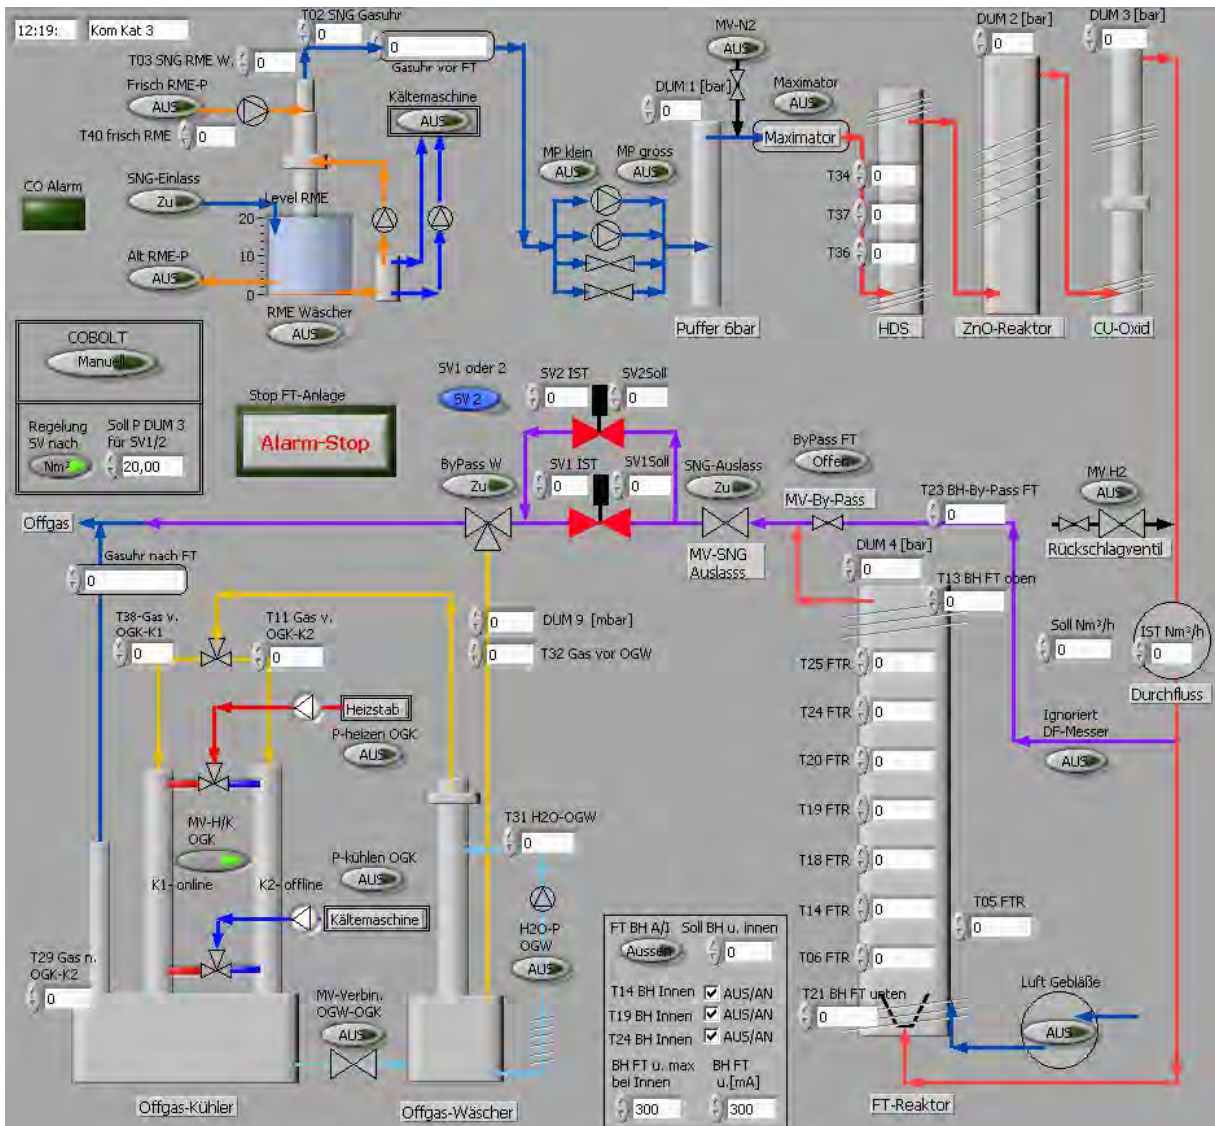 12:19:
Kom Kat 3
T02 SNG Gasuhr
0
0
Gasuhr vor FT
T03 SNG RME W.
0
Frisch RME-P
AUS
T40 frisch RME
0
Kältemaschine
AUS
CO Alarm
SNG-Einlass
Zu
Level RME
20
10
0
Alt RME-P
AUS
RME Wäscher
AUS
MP klein
AUS
MP gross
AUS
MV-N2
AUS
DUM 1 [bar]
0
Maximator
AUS
Maximator
Puffer 6bar
T34
0
T37
0
T36
0
HDS
DUM 2 [bar]
0
ZnO-Reaktor
DUM 3 [bar]
0
CU-Oxid
COBOLT
Manuell
Regelung
SV nach
Nm³
Soll P DUM 3
für SV1/2
20,00
Stop FT-Anlage
Alarm-Stop
SV1 oder 2
SV 2
SV2 IST
0
SV2Soll
0
ByPass W
Zu
SV1 IST
0
SV1Soll
0
SNG-Auslass
Zu
MV-SNG
Auslasss
ByPass FT
Offen
MV-By-Pass
T23 BH-By-Pass FT
0
MV H2
AUS
Rückschlagventil
Offgas
Gasuhr nach FT
0
T38-Gas v.
OGK-K1
0
T11 Gas v.
OGK-K2
0
0
DUM 9 [mbar]
0
T32 Gas vor OGW
DUM 4 [bar]
0
T13 BH FT oben
0
Soll Nm³/h
0
IST Nm³/h
0
Durchfluss
Heizstab
P-heizen OGK
AUS
MV-H/K
OGK
K1- online
K2- offline
P-kühlen OGK
AUS
Kältemaschine
T29 Gas n.
OGK-K2
0
MV-Verbin.
OGW-OGK
AUS
T31 H2O-OGW
0
H2O-P
OGW
AUS
Offgas-Kühler
Offgas-Wäscher
T25 FTR
0
T24 FTR
0
T20 FTR
0
T19 FTR
0
T18 FTR
0
T14 FTR
0
T06 FTR
0
Ignoriert
DF-Messer
AUS
T05 FTR
0
T21 BH FT unten
0
Luft Gebläße
AUS
FT-Reaktor
FT BH A/I
Aussen
Soll BH u. innen
0
T14 BH Innen
AUS/AN
T19 BH Innen
AUS/AN
T24 BH Innen
AUS/AN
BH FT u. max
bei Innen
300
BH FT
u.[mA]
300